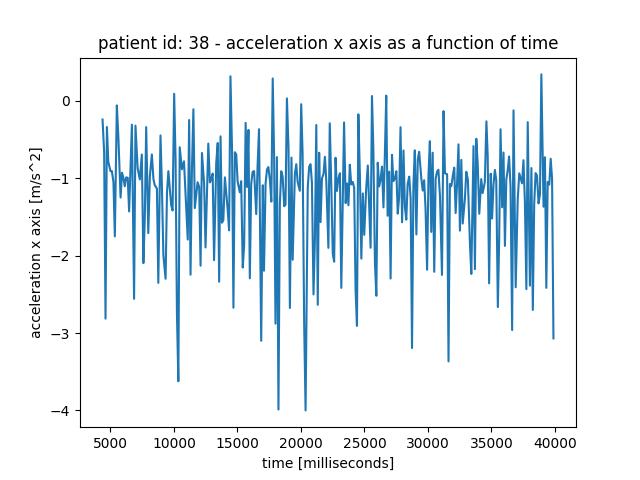 patient id: 38 - acceleration x axis as a function of time
acceleration x axis [m/s^2]
0
−1
−2
−3
−4
5000 10000 15000 20000 25000 30000 35000 40000
time [milliseconds]